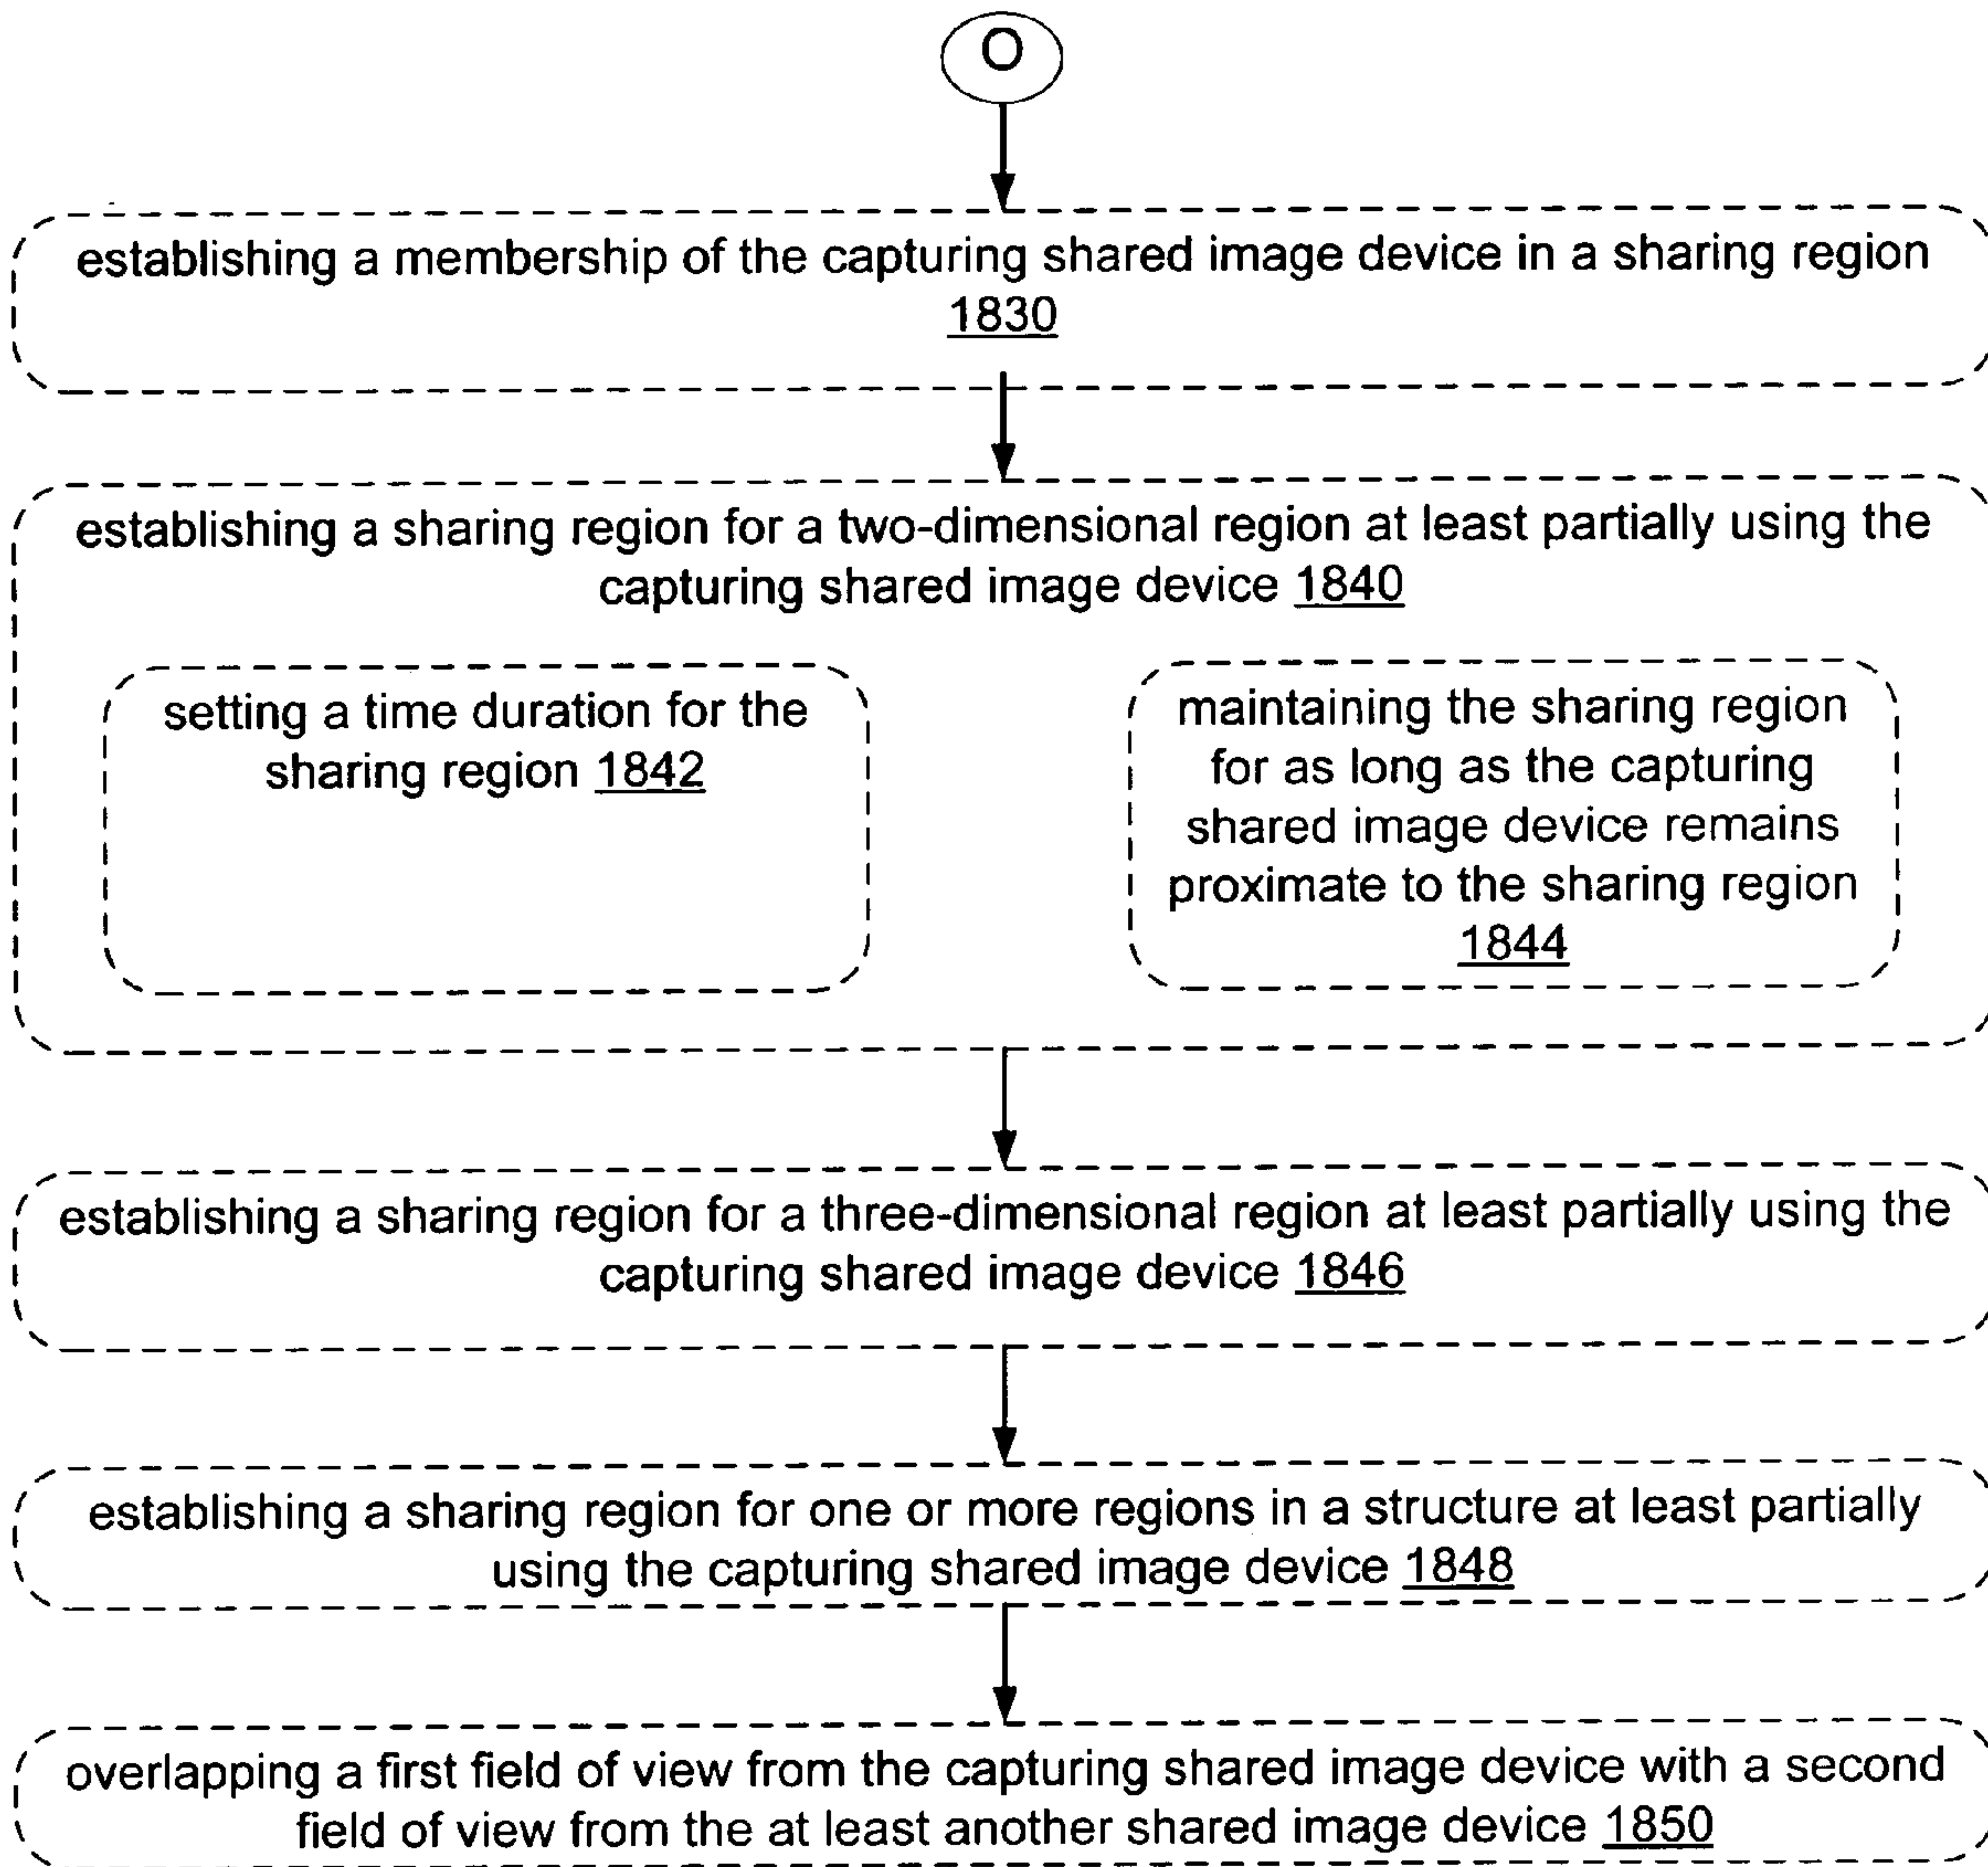 O
establishing a membership of the capturing shared image device in a sharing region
1830
establishing a sharing region for a two-dimensional region at least partially using the
capturing shared image device 1840
setting a time duration for the
sharing region 1842
maintaining the sharing region
for as long as the capturing
shared image device remains
proximate to the sharing region
1844
establishing a sharing region for a three-dimensional region at least partially using the
capturing shared image device 1846
establishing a sharing region for one or more regions in a structure at least partially
using the capturing shared image device 1848
overlapping a first field of view from the capturing shared image device with a second
field of view from the at least another shared image device 1850